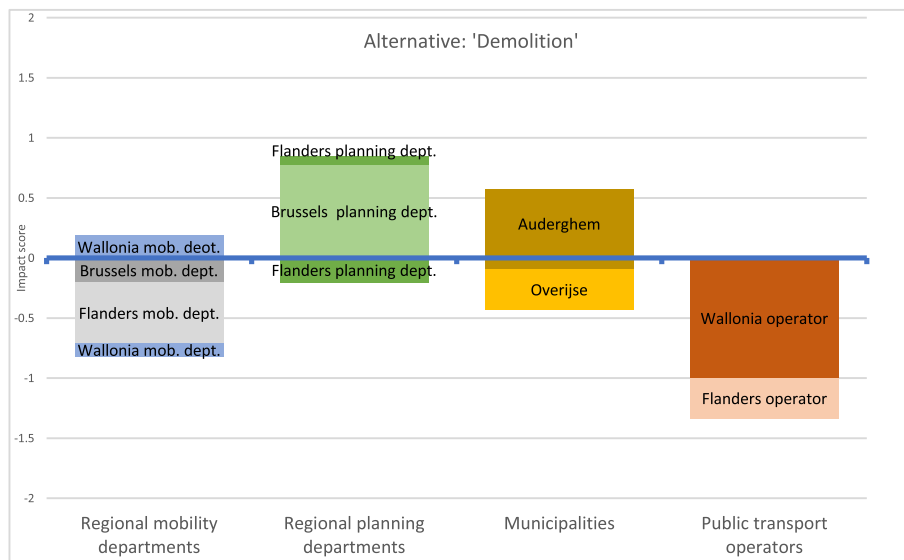 Alternative: 'Demolition'
Impact score
2
1.5
1
0.5
0
-0.5
-1
-1.5
-2
Wallonia mob. deot.
Brussels mob. dept.
Flanders mob. dept.
Wallonia mob. dept.
Flanders planning dept.
Brussels  planning dept.
Flanders planning dept.
Auderghem
Overijse
Wallonia operator
Flanders operator
Regional mobility
departments
Regional planning
departments
Municipalities
Public transport
operators